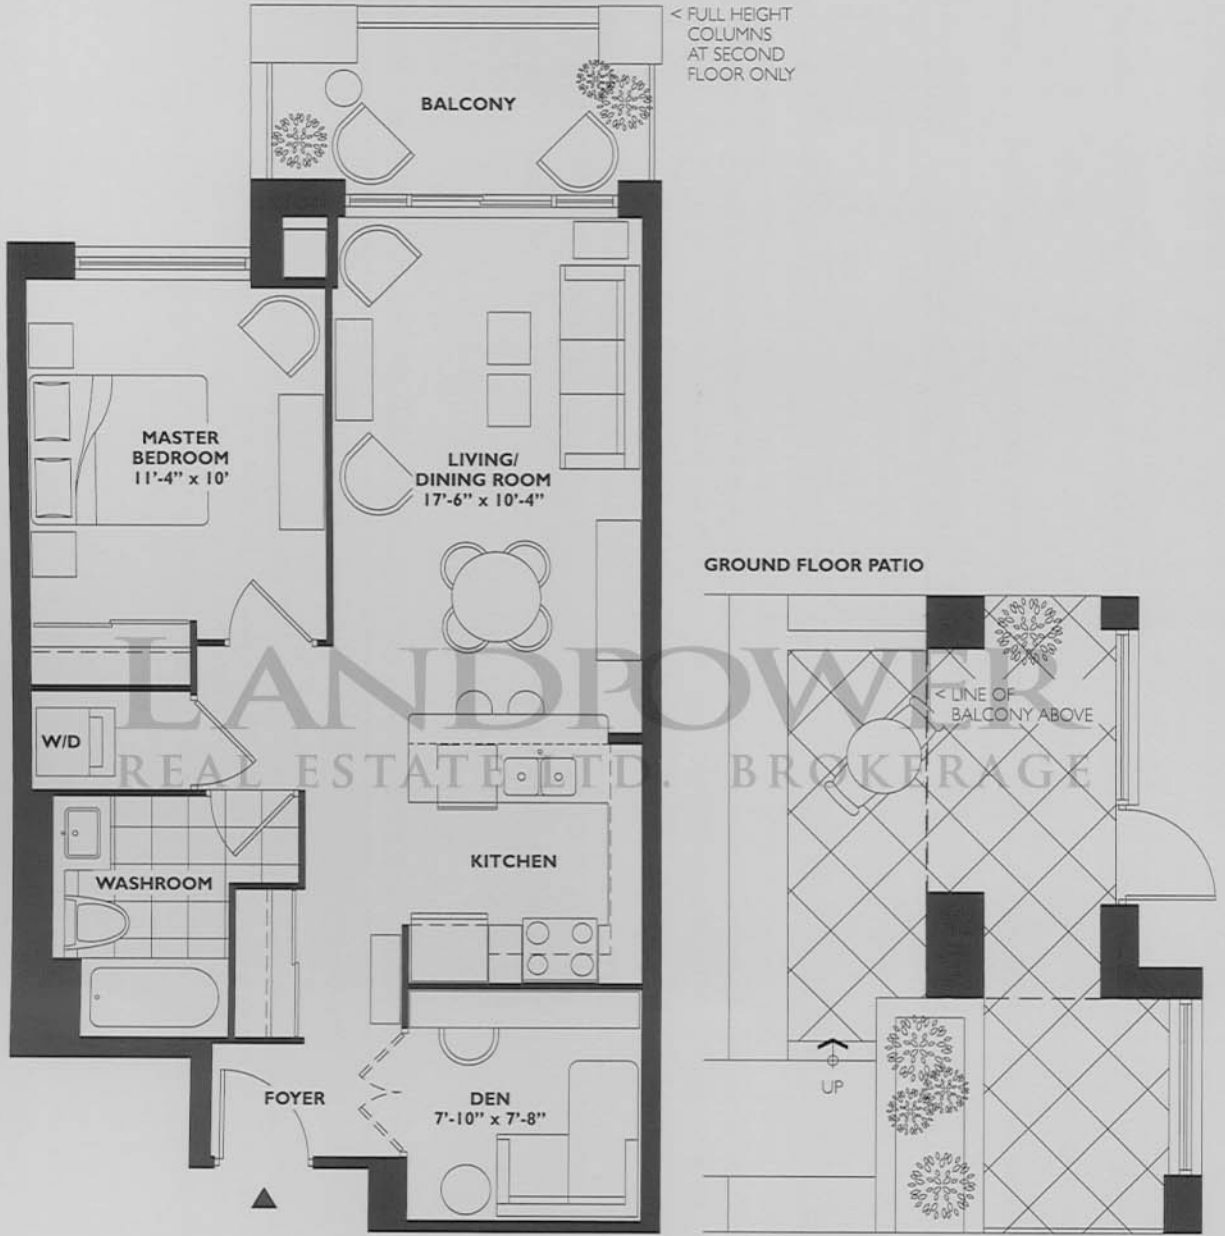 < FULL HEIGHT
COLUMNS
AT SECOND
FLOOR ONLY
BALCONY
MASTER
BEDROOM
11'-4” x 10'
LIVING/
DINING ROOM
17'-6” x 10'-4”
GROUND FLOOR PATIO
LANDPOWER
REAL ESTATE LTD. BROKERAGE
< LINE OF
BALCONY ABOVE
W/D
KITCHEN
WASHROOM
UP
FOYER
DEN
7'-10” x 7'-8”